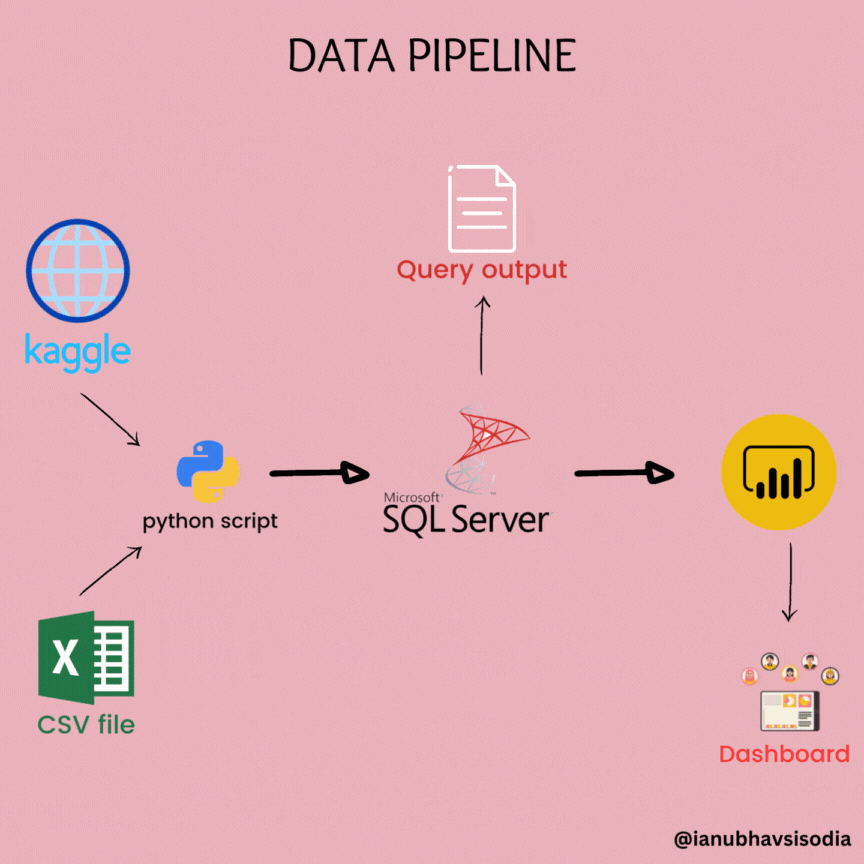 DATA PIPELINE
Query output
kaggle
python script
Microsoft
SQL Server
X
CSV file
Dashboard
@ianubhavsisodia